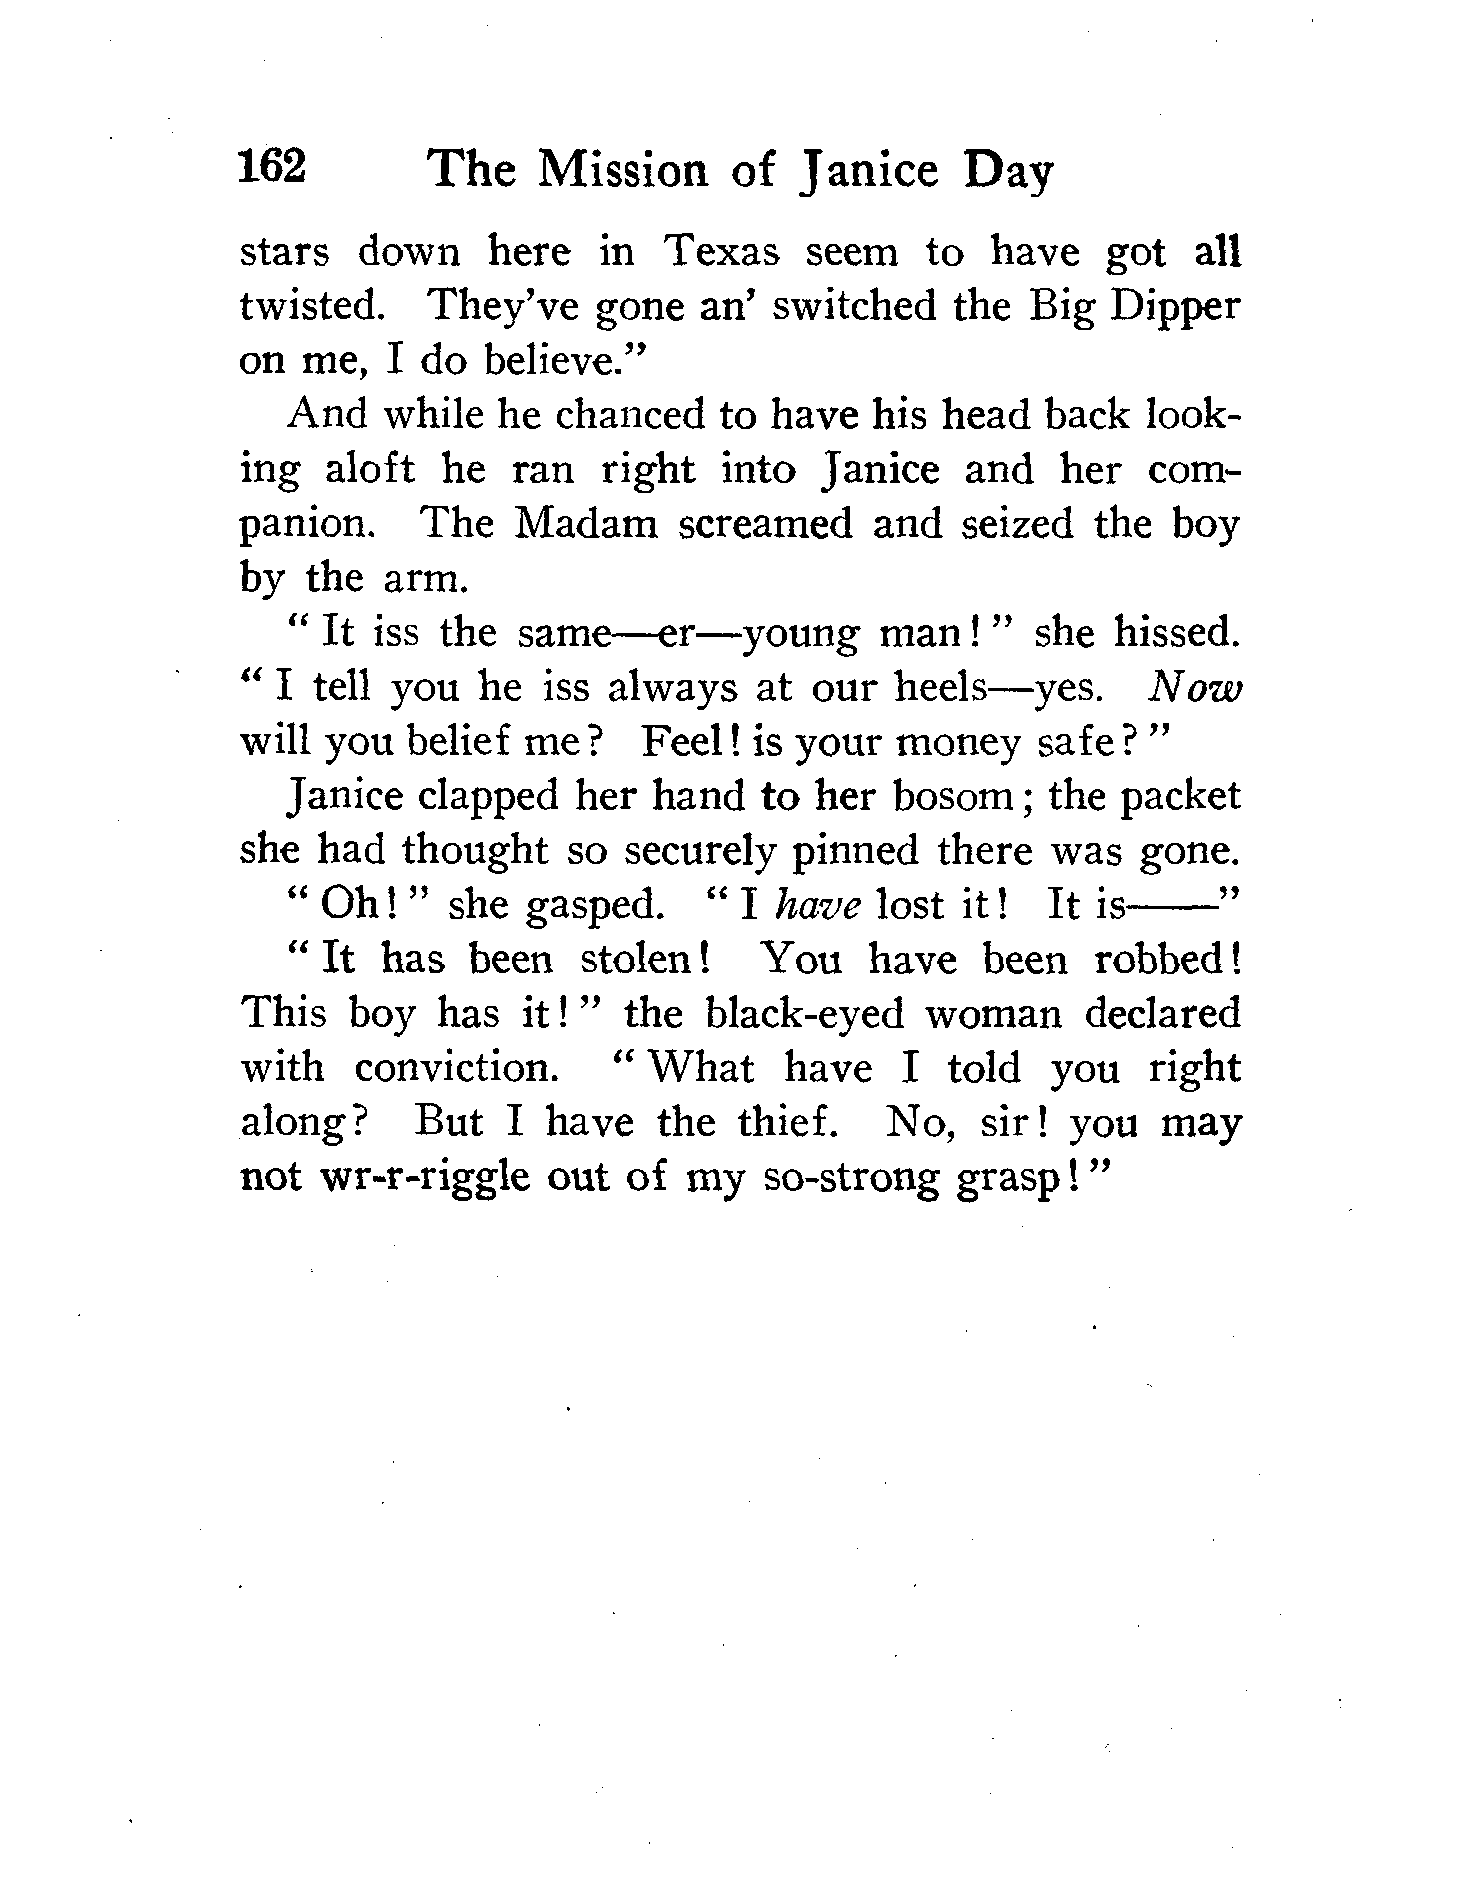 162 The Mission of Janice Day
stars down here in Texas seem to have got all
twisted. They’ve gone an’ switched the Big Dipper
on me, I do believe.”
And while he chanced to have his head back look-
ing aloft he ran right into Janice and her com-
panion. The Madam screamed and seized the boy
by the arm.
“ It iss the same—er—young man ! ” she hissed.
“ I tell you he iss always at our heels—yes. Now
will you belief me ? Feel ! is your money safe ? ”
Janice clapped her hand to her bosom ; the packet
she had thought so securely pinned there was gone.
“ Oh ! ” she gasped. “ I have lost it ! It is——”
“ It has been stolen ! You have been robbed !
This boy has it ! ” the black-eyed woman declared
with conviction. “ What have I told you right
along ? But I have the thief. No, sir ! you may
not wr-r-riggle out of my so-strong grasp ! ”